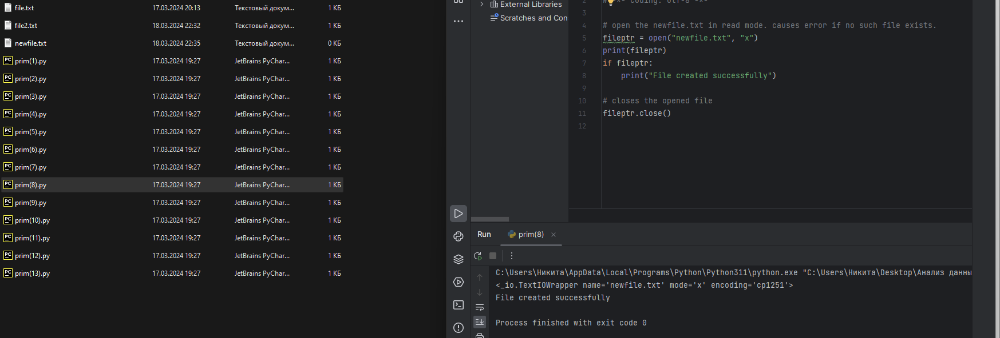 file.txt 17.03.2024 20:13 Текстовый докум... 1 КБ
file2.txt 18.03.2024 22:32 Текстовый докум... 1 КБ
newfile.txt 18.03.2024 22:35 Текстовый докум... 0 КБ
prim(1).py 17.03.2024 19:27 JetBrains PyChar... 1 КБ
prim(2).py 17.03.2024 19:27 JetBrains PyChar... 1 КБ
prim(3).py 17.03.2024 19:27 JetBrains PyChar... 1 КБ
prim(4).py 17.03.2024 19:27 JetBrains PyChar... 1 КБ
prim(5).py 17.03.2024 19:27 JetBrains PyChar... 1 КБ
prim(6).py 17.03.2024 19:27 JetBrains PyChar... 1 КБ
prim(7).py 17.03.2024 19:27 JetBrains PyChar... 1 КБ
prim(8).py 17.03.2024 19:27 JetBrains PyChar... 1 КБ
prim(9).py 17.03.2024 19:27 JetBrains PyChar... 1 КБ
prim(10).py 17.03.2024 19:27 JetBrains PyChar... 1 КБ
prim(11).py 17.03.2024 19:27 JetBrains PyChar... 1 КБ
prim(12).py 17.03.2024 19:27 JetBrains PyChar... 1 КБ
prim(13).py 17.03.2024 19:27 JetBrains PyChar... 1 КБ
External Libraries
Scratches and Con
3
4 # open the newfile.txt in read mode. causes error if no such file exists.
5 fileptr = open("newfile.txt", "x")
6 print(fileptr)
7 if fileptr:
8 print("File created successfully")
9
10 # closes the opened file
11 fileptr.close()
12
Run prim(8)
C:\Users\Никита\AppData\Local\Programs\Python\Python311\python.exe "C:\Users\Никита\Desktop\Анализ данны
<_io.TextIOWrapper name='newfile.txt' mode='x' encoding='cp1251'>
File created successfully
Process finished with exit code 0